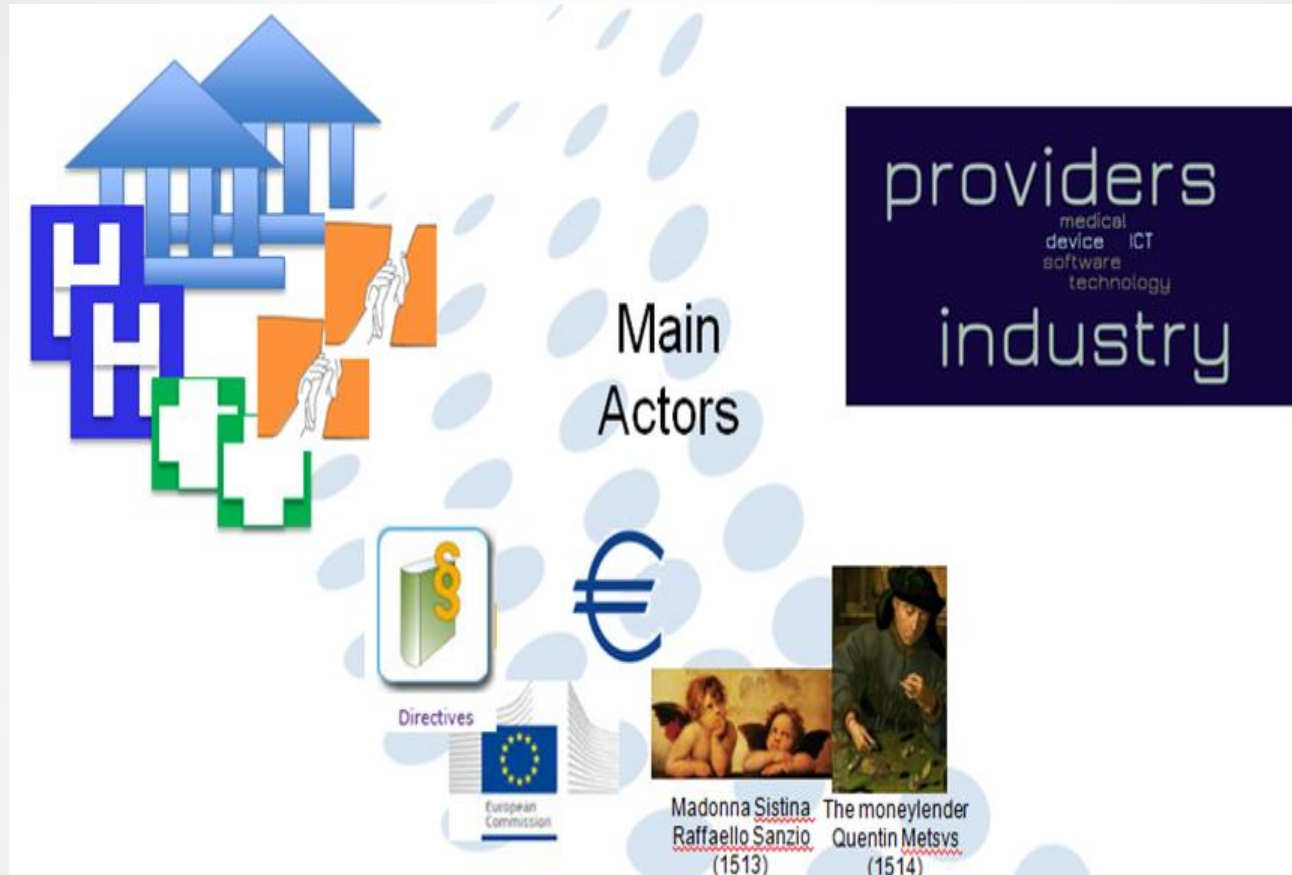 H
H
Main
Actors
providers
medical
device ICT
software
technology
industry
§
€
Directives
European
Commission
Madonna Sistina
Raffaello Sanzio
(1513)
The moneylender
Quentin Metsvs
(1514)